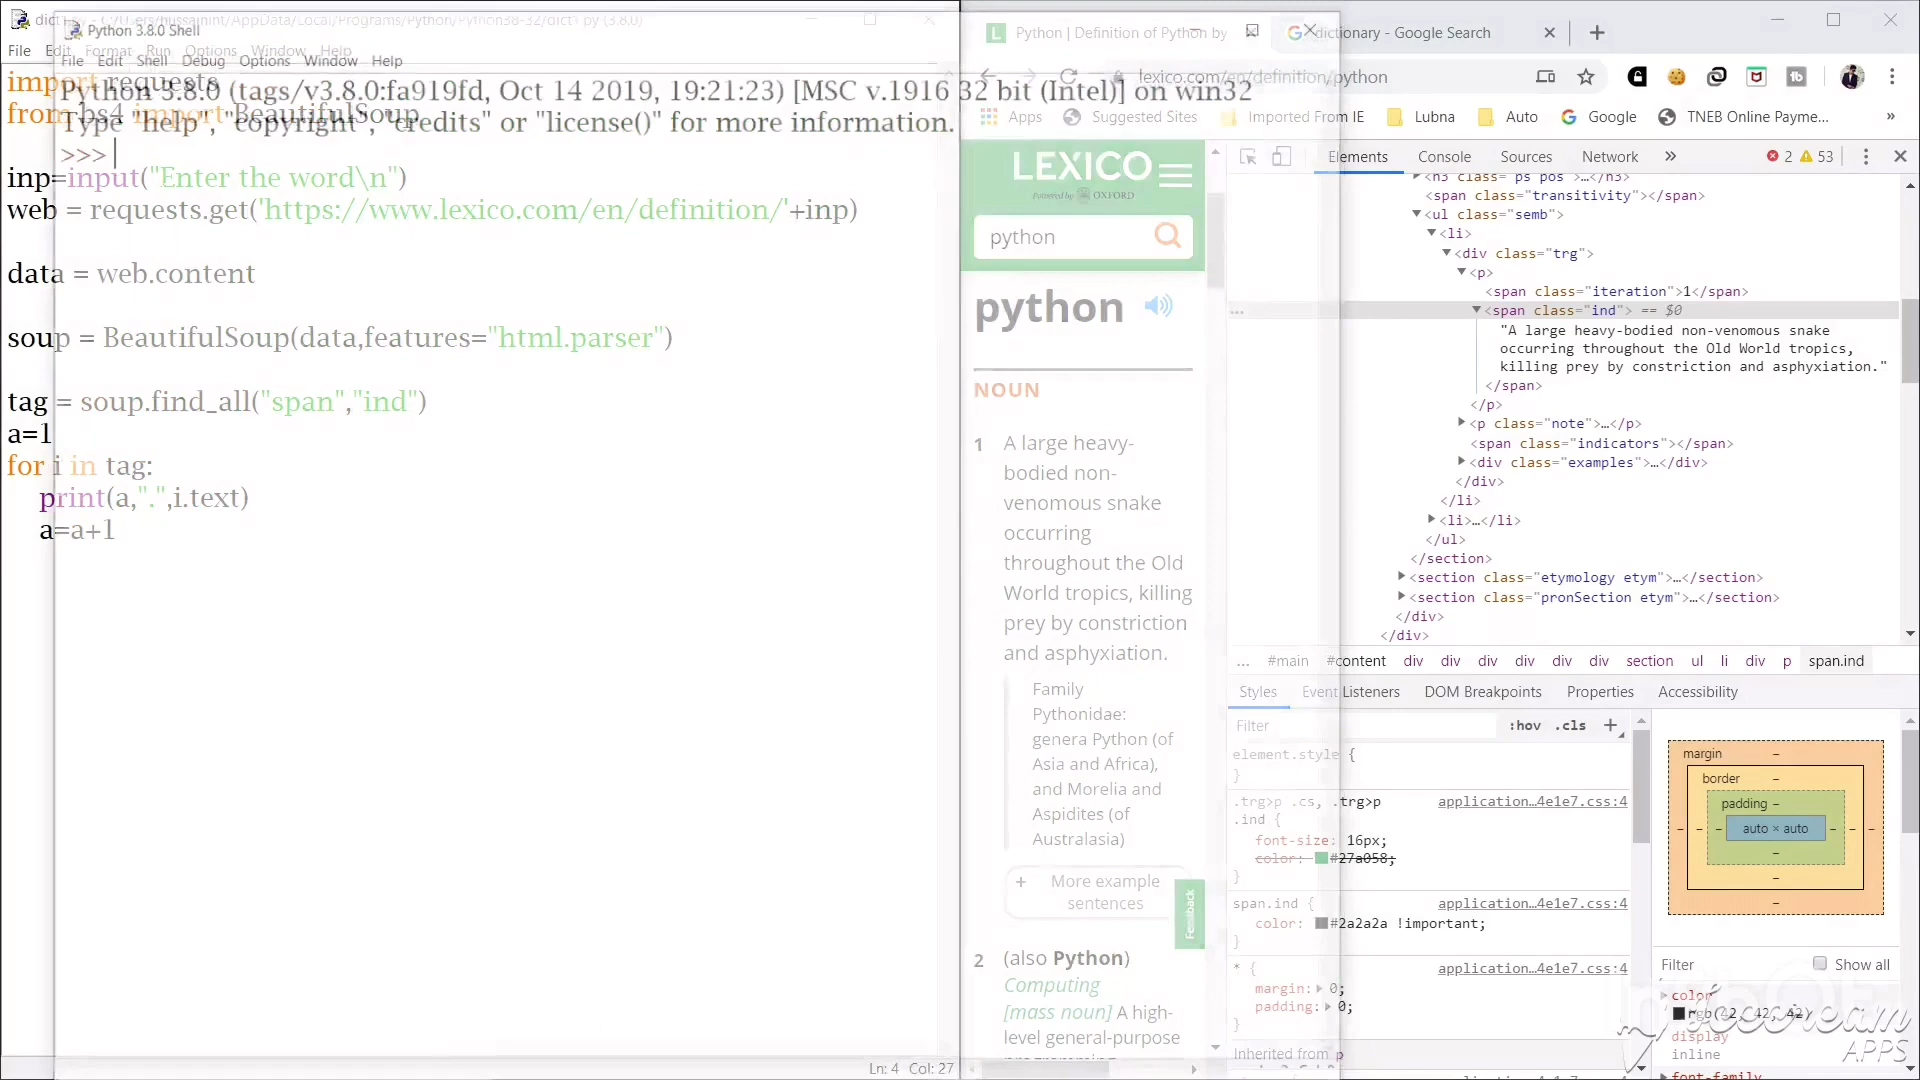 dict1.py - C:/Users/hussainint/AppData/Local/Programs/Python/Python38-32/dict1.py (3.8.0)
File Edit Format Run Options Window Help
Python 3.8.0 Shell
File Edit Shell Debug Options Window Help
Python 3.8.0 (tags/v3.8.0:fa919fd, Oct 14 2019, 19:21:23) [MSC v.1916 32 bit (Intel)] on win32
Type "help", "copyright", "credits" or "license()" for more information.
>>>
import requests
from bs4 import BeautifulSoup
inp=input("Enter the word\n")
web = requests.get('https://www.lexico.com/en/definition/'+inp)
data = web.content
soup = BeautifulSoup(data,features="html.parser")
tag = soup.find_all("span","ind")
a=1
for i in tag:
print(a,".",i.text)
a=a+1
Ln: 4 Col: 27
Python | Definition of Python by
dictionary - Google Search
lexico.com/en/definition/python
Apps Suggested Sites Imported From IE Lubna Auto Google TNEB Online Payme... »
LEXICO
Powered by OXFORD
python
python
NOUN
1 A large heavy-
bodied non-
venomous snake
occurring
throughout the Old
World tropics, killing
prey by constriction
and asphyxiation.
Family
Pythonidae:
genera Python (of
Asia and Africa),
and Morelia and
Aspidites (of
Australasia)
+ More example
sentences
Feedback
2 (also Python)
Computing
[mass noun] A high-
level general-purpose
Elements Console Sources Network » 2 53
<h3 class="ps pos">…</h3>
<span class="transitivity"></span>
<ul class="semb">
<li>
<div class="trg">
<p>
<span class="iteration">1</span>
<span class="ind"> == $0
"A large heavy-bodied non-venomous snake
occurring throughout the Old World tropics,
killing prey by constriction and asphyxiation."
</span>
</p>
<p class="note">…</p>
<span class="indicators"></span>
<div class="examples">…</div>
</div>
</li>
<li>…</li>
</ul>
</section>
<section class="etymology etym">…</section>
<section class="pronSection etym">…</section>
</div>
</div>
... #main #content div div div div div div section ul li div p span.ind
Styles Event Listeners DOM Breakpoints Properties Accessibility
Filter :hov .cls +
element.style {
}
.trg>p .cs, .trg>p application…4e1e7.css:4
.ind {
font-size: 16px;
color: #27a058;
}
span.ind { application…4e1e7.css:4
color: #2a2a2a !important;
}
* { application…4e1e7.css:4
margin: 0;
padding: 0;
}
Inherited from p
margin –
border –
padding –
– – – auto × auto – – –
–
–
–
Filter Show all
color
rgb(42, 42, 42)
display
inline
font-family
APPS